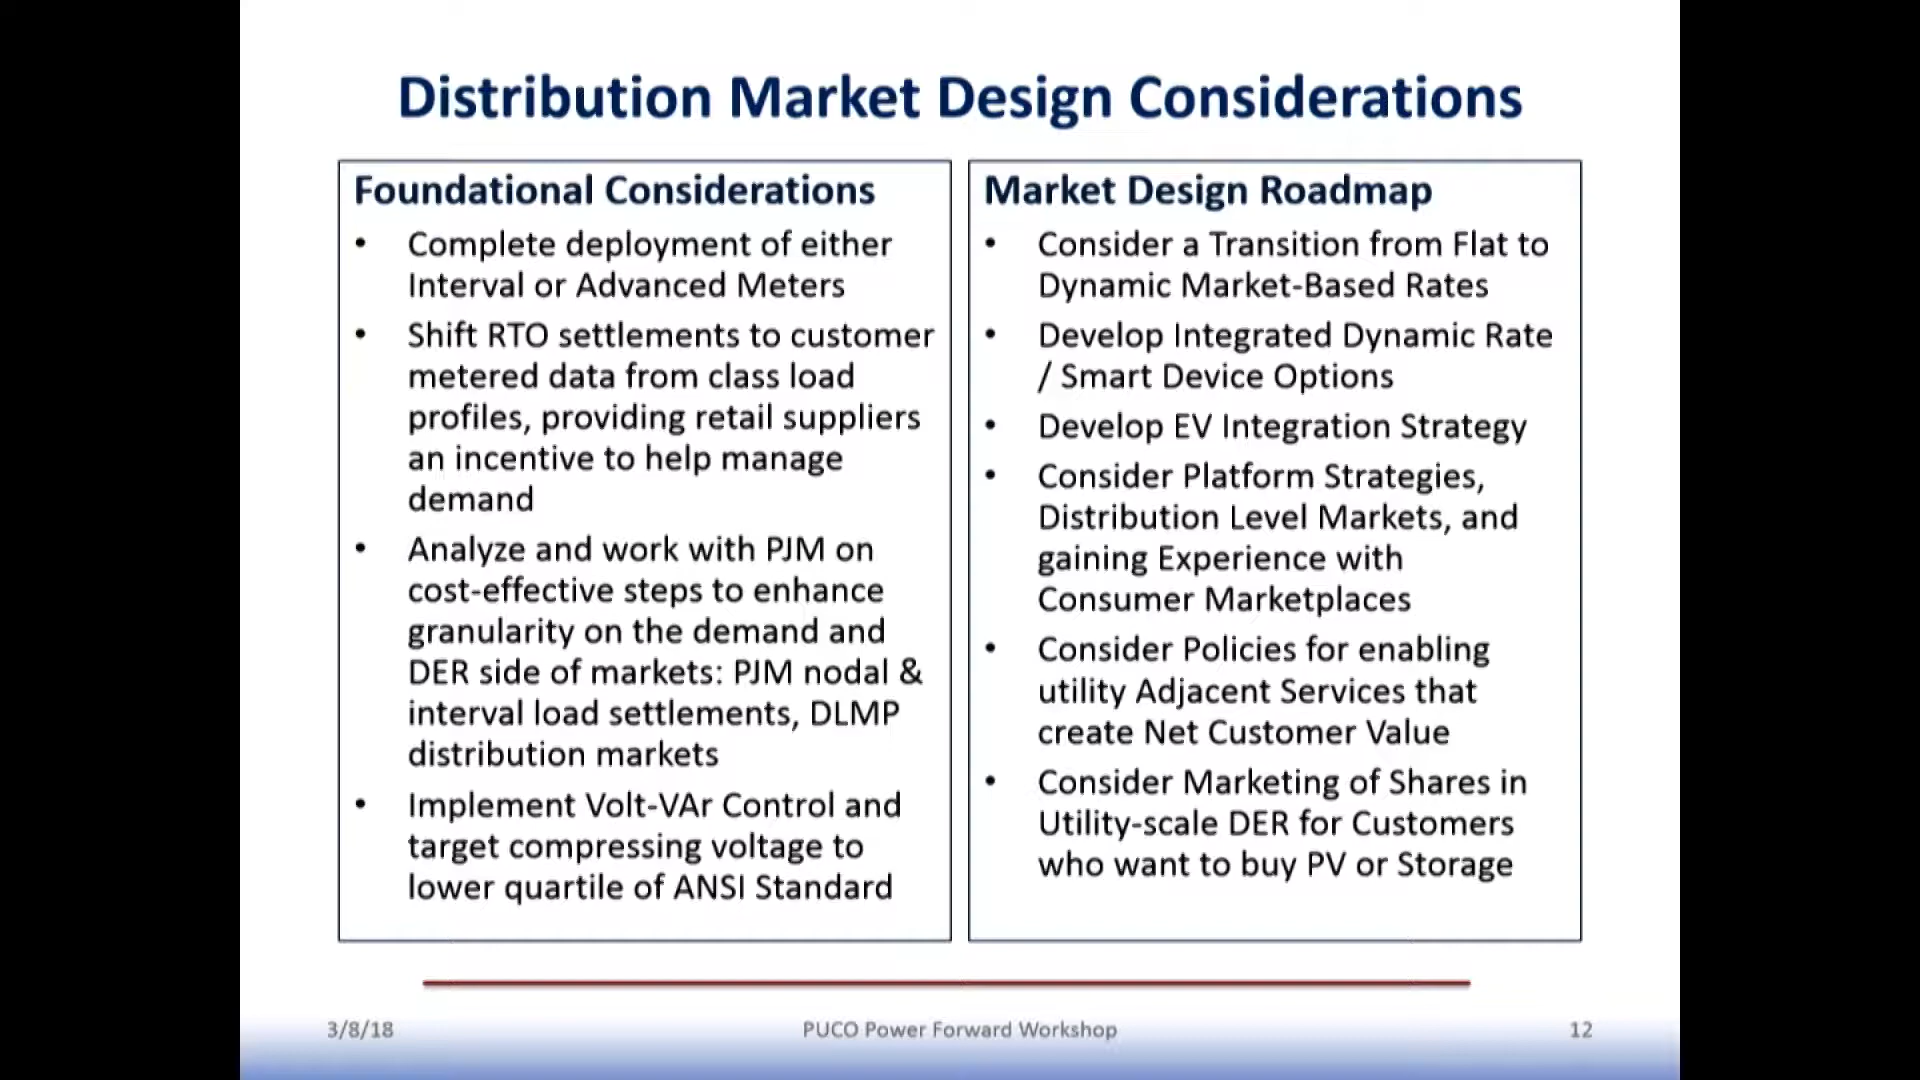 Distribution Market Design Considerations
Foundational Considerations
• Complete deployment of either
Interval or Advanced Meters
• Shift RTO settlements to customer
metered data from class load
profiles, providing retail suppliers
an incentive to help manage
demand
• Analyze and work with PJM on
cost-effective steps to enhance
granularity on the demand and
DER side of markets: PJM nodal &
interval load settlements, DLMP
distribution markets
• Implement Volt-VAr Control and
target compressing voltage to
lower quartile of ANSI Standard
Market Design Roadmap
• Consider a Transition from Flat to
Dynamic Market-Based Rates
• Develop Integrated Dynamic Rate
/ Smart Device Options
• Develop EV Integration Strategy
• Consider Platform Strategies,
Distribution Level Markets, and
gaining Experience with
Consumer Marketplaces
• Consider Policies for enabling
utility Adjacent Services that
create Net Customer Value
• Consider Marketing of Shares in
Utility-scale DER for Customers
who want to buy PV or Storage
3/8/18
PUCO Power Forward Workshop
12